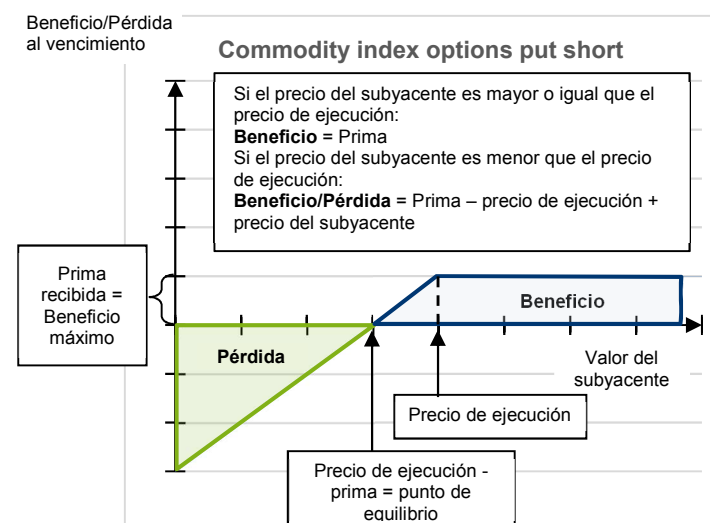 Beneficio/Pérdida
al vencimiento
Commodity index options put short
Si el precio del subyacente es mayor o igual que el
precio de ejecución:
Beneficio = Prima
Si el precio del subyacente es menor que el precio
de ejecución:
Beneficio/Pérdida = Prima – precio de ejecución +
precio del subyacente
Prima
recibida =
Beneficio
máximo
Beneficio
Pérdida
Valor del
subyacente
Precio de ejecución
Precio de ejecución -
prima = punto de
equilibrio